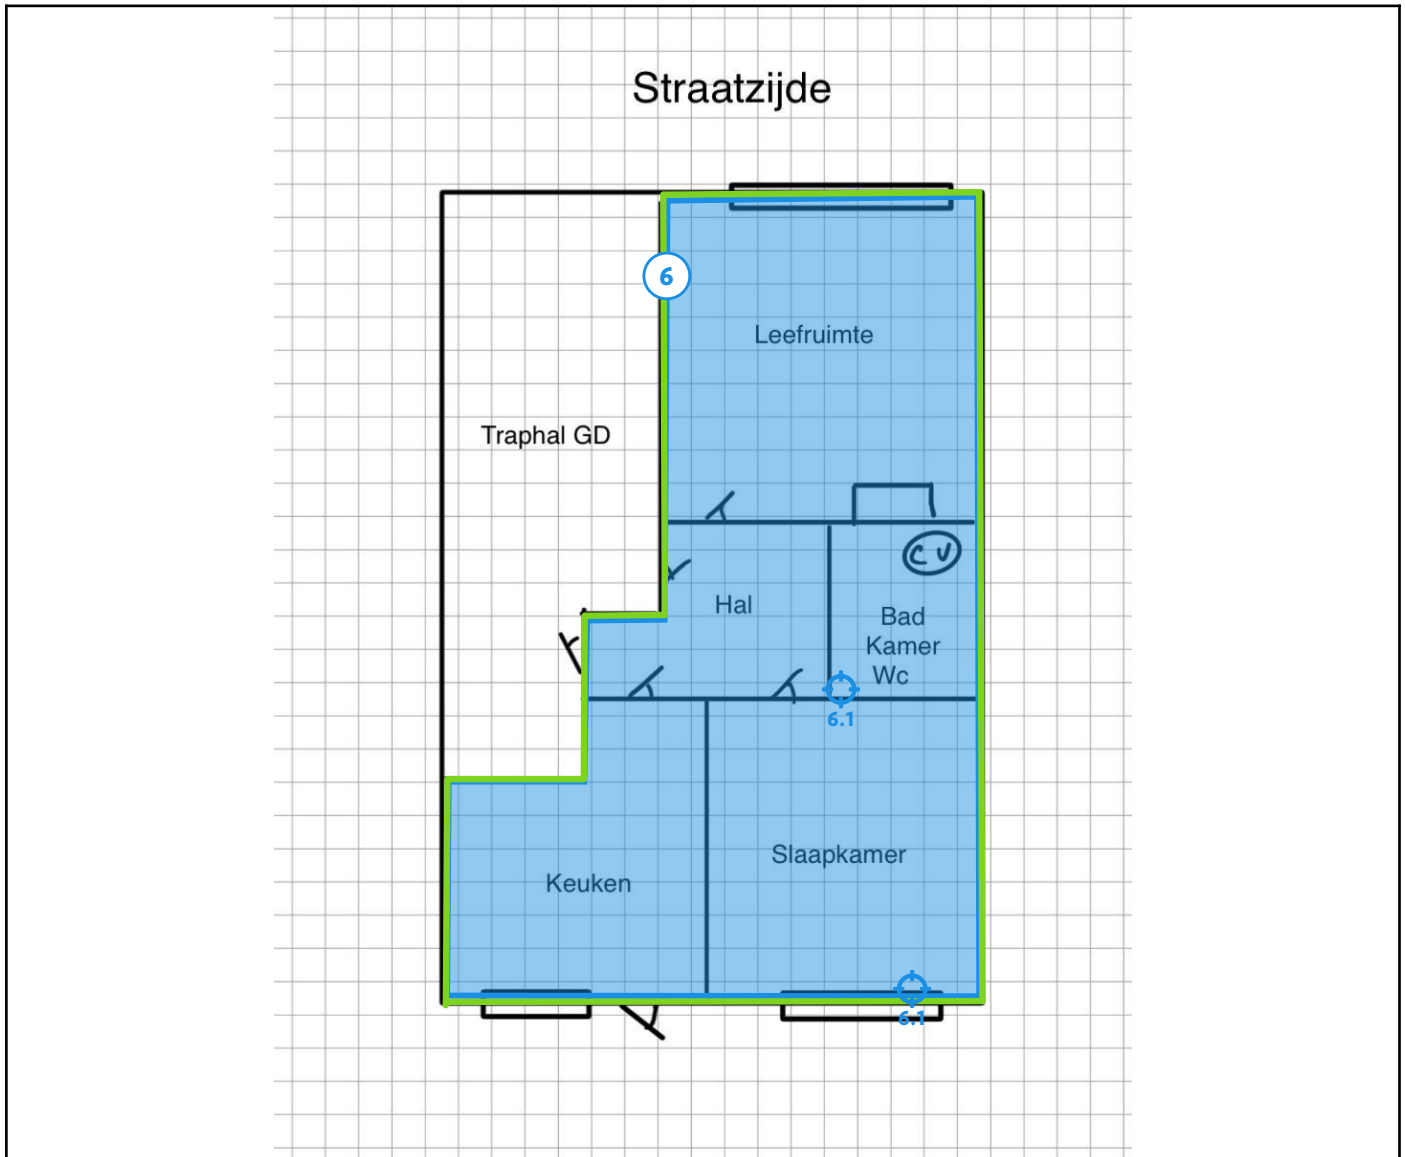 Straatzijde
6
Leefruimte
Traphal GD
CV
Hal
Bad
Kamer
Wc
6.1
Slaapkamer
Keuken
6.1